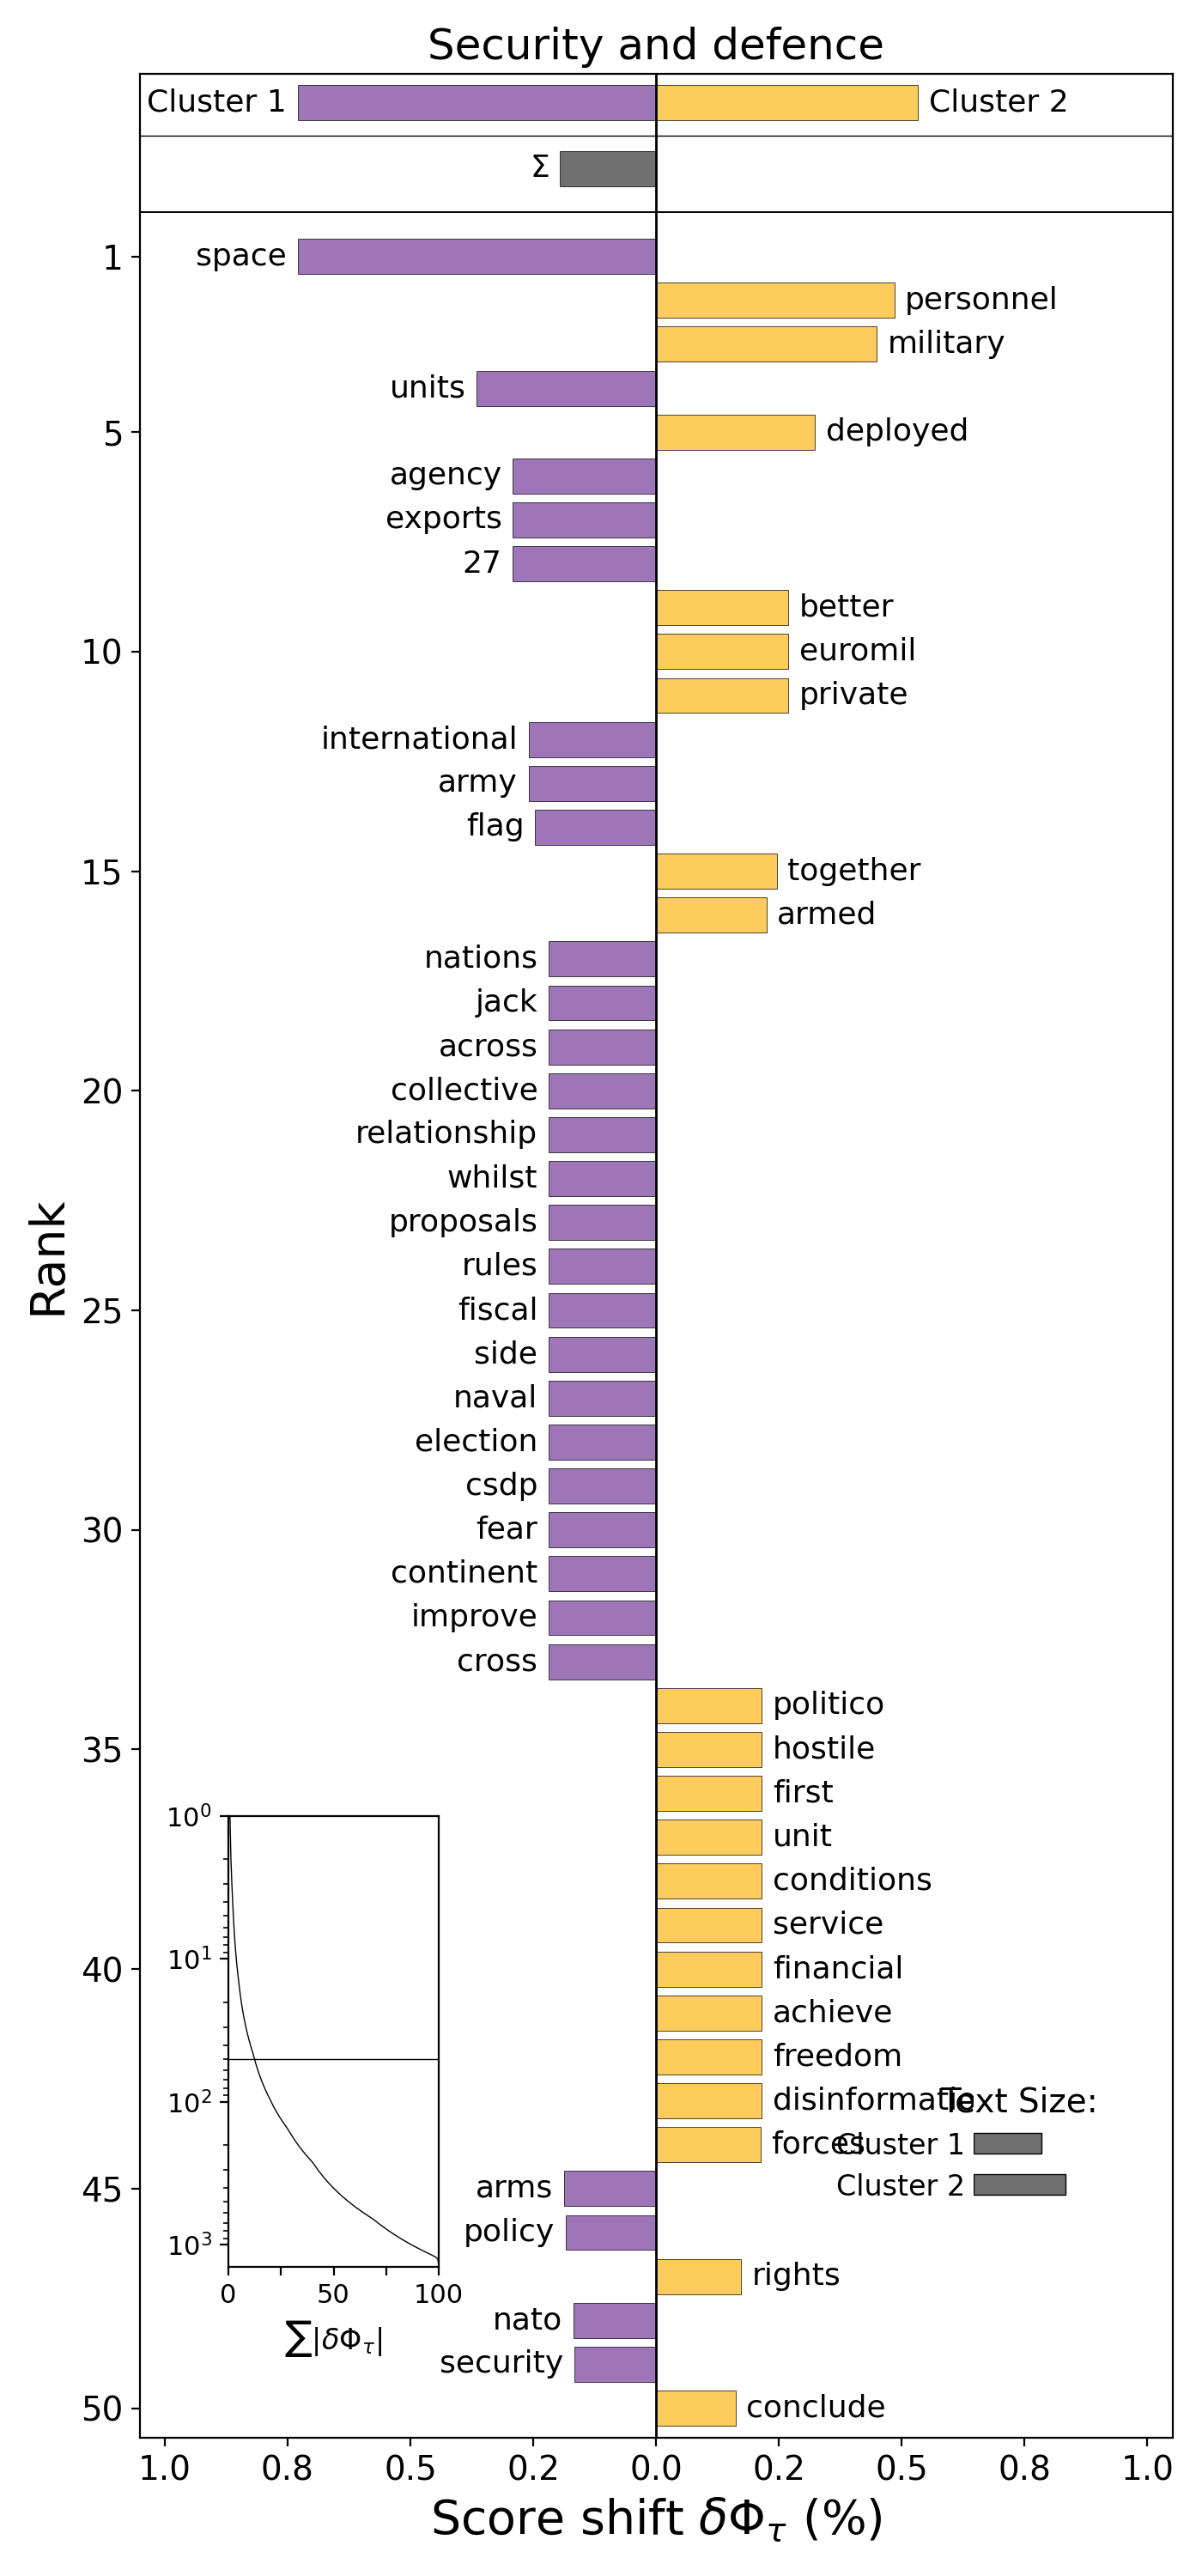 Security and defence
Cluster 1
Cluster 2
Σ
1
space
personnel
military
units
5
deployed
agency
exports
27
better
10
euromil
private
international
army
flag
15
together
armed
nations
jack
across
20
collective
relationship
whilst
proposals
rules
25
fiscal
side
naval
election
csdp
30
fear
continent
improve
cross
politico
35
hostile
first
unit
conditions
service
40
financial
achieve
freedom
disinformatio
forces
45
arms
policy
rights
nato
security
50
conclude
Rank
10⁰
10¹
10²
10³
0 50 100
∑|δΦ_τ|
Text Size:
Cluster 1
Cluster 2
1.0 0.8 0.5 0.2 0.0 0.2 0.5 0.8 1.0
Score shift δΦ_τ (%)